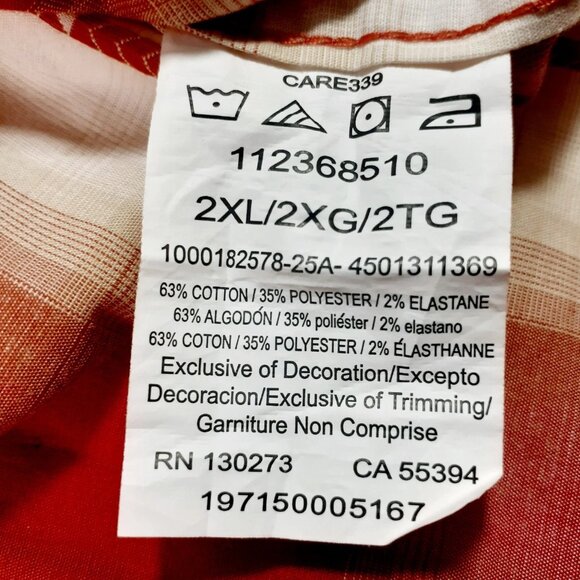 CARE339
112368510
2XL/2XG/2TG
1000182578-25A- 4501311369
63% COTTON / 35% POLYESTER / 2% ELASTANE
63% ALGODÓN / 35% poliéster / 2% elastano
63% COTON / 35% POLYESTER / 2% ÉLASTHANNE
Exclusive of Decoration/Excepto
Decoracion/Exclusive of Trimming/
Garniture Non Comprise
RN 130273 CA 55394
197150005167